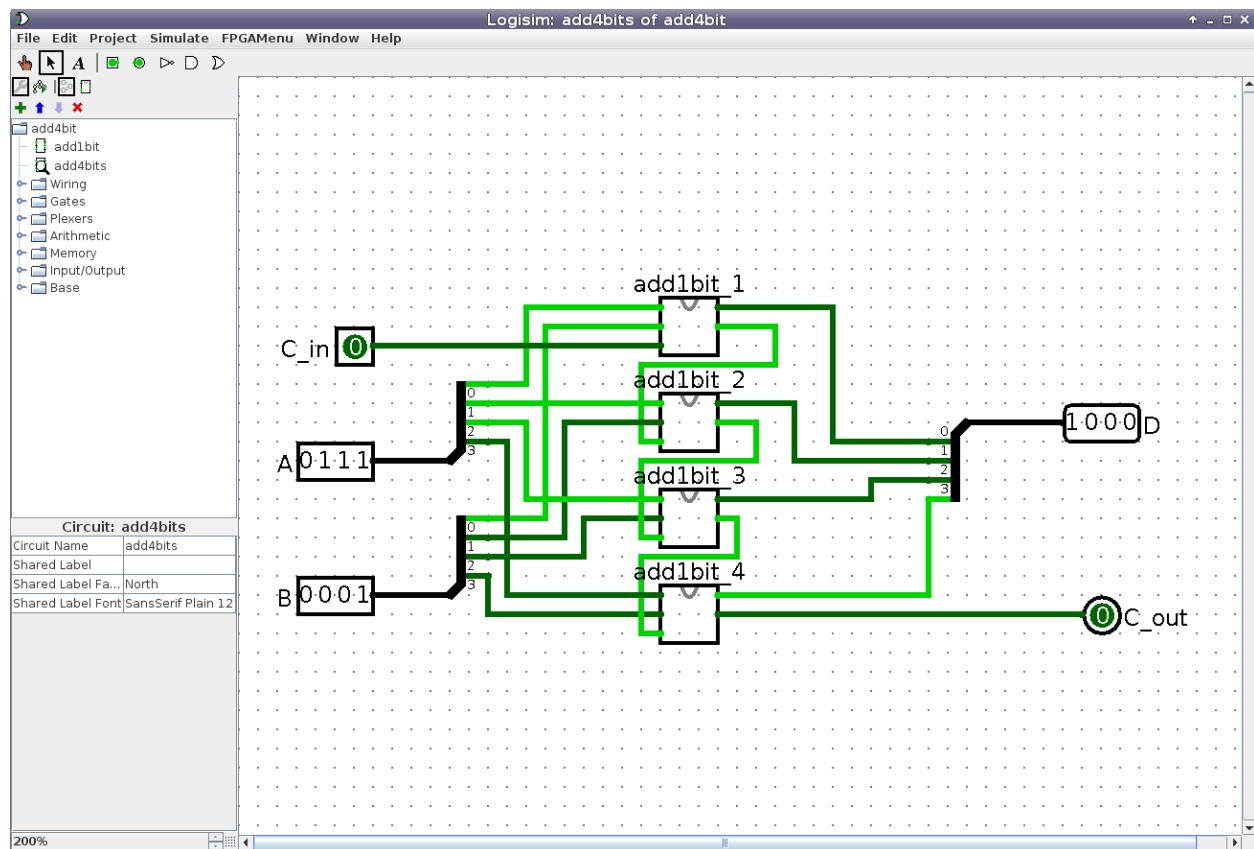 Logisim: add4bits of add4bit
File Edit Project Simulate FPGAMenu Window Help
A
add4bit
add1bit
add4bits
Wiring
Gates
Plexers
Arithmetic
Memory
Input/Output
Base
Circuit: add4bits
Circuit Name add4bits
Shared Label
Shared Label Fa... North
Shared Label Font SansSerif Plain 12
200%
add1bit_1
C_in 0
add1bit_2
0
1
2
3
A 0111
0
1
2
3
1000 D
add1bit_3
0
1
2
3
add1bit_4
B 0001
0 C_out